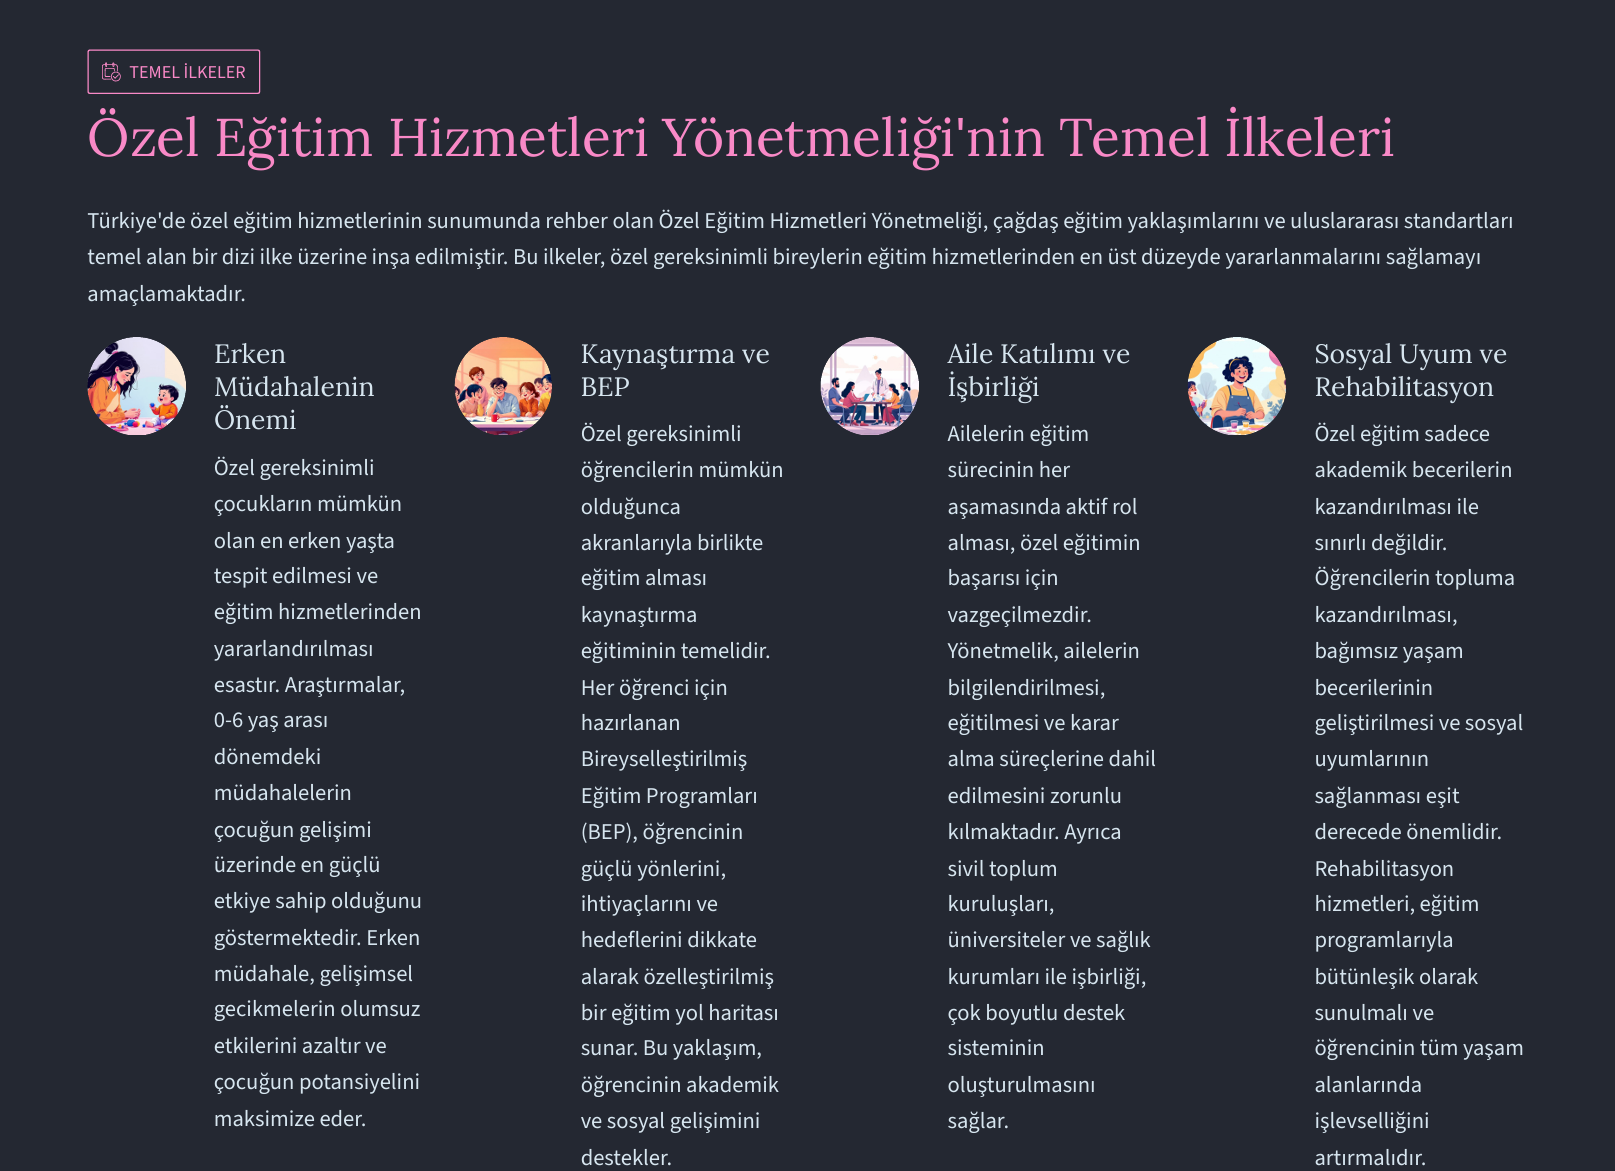 TEMEL İLKELER
Özel Eğitim Hizmetleri Yönetmeliği'nin Temel İlkeleri
Türkiye'de özel eğitim hizmetlerinin sunumunda rehber olan Özel Eğitim Hizmetleri Yönetmeliği, çağdaş eğitim yaklaşımlarını ve uluslararası standartları
temel alan bir dizi ilke üzerine inşa edilmiştir. Bu ilkeler, özel gereksinimli bireylerin eğitim hizmetlerinden en üst düzeyde yararlanmalarını sağlamayı
amaçlamaktadır.
Erken
Müdahalenin
Önemi
Özel gereksinimli
çocukların mümkün
olan en erken yaşta
tespit edilmesi ve
eğitim hizmetlerinden
yararlandırılması
esastır. Araştırmalar,
0-6 yaş arası
dönemdeki
müdahalelerin
çocuğun gelişimi
üzerinde en güçlü
etkiye sahip olduğunu
göstermektedir. Erken
müdahale, gelişimsel
gecikmelerin olumsuz
etkilerini azaltır ve
çocuğun potansiyelini
maksimize eder.
Kaynaştırma ve
BEP
Özel gereksinimli
öğrencilerin mümkün
olduğunca
akranlarıyla birlikte
eğitim alması
kaynaştırma
eğitiminin temelidir.
Her öğrenci için
hazırlanan
Bireyselleştirilmiş
Eğitim Programları
(BEP), öğrencinin
güçlü yönlerini,
ihtiyaçlarını ve
hedeflerini dikkate
alarak özelleştirilmiş
bir eğitim yol haritası
sunar. Bu yaklaşım,
öğrencinin akademik
ve sosyal gelişimini
destekler.
Aile Katılımı ve
İşbirliği
Ailelerin eğitim
sürecinin her
aşamasında aktif rol
alması, özel eğitimin
başarısı için
vazgeçilmezdir.
Yönetmelik, ailelerin
bilgilendirilmesi,
eğitilmesi ve karar
alma süreçlerine dahil
edilmesini zorunlu
kılmaktadır. Ayrıca
sivil toplum
kuruluşları,
üniversiteler ve sağlık
kurumları ile işbirliği,
çok boyutlu destek
sisteminin
oluşturulmasını
sağlar.
Sosyal Uyum ve
Rehabilitasyon
Özel eğitim sadece
akademik becerilerin
kazandırılması ile
sınırlı değildir.
Öğrencilerin topluma
kazandırılması,
bağımsız yaşam
becerilerinin
geliştirilmesi ve sosyal
uyumlarının
sağlanması eşit
derecede önemlidir.
Rehabilitasyon
hizmetleri, eğitim
programlarıyla
bütünleşik olarak
sunulmalı ve
öğrencinin tüm yaşam
alanlarında
işlevselliğini
artırmalıdır.